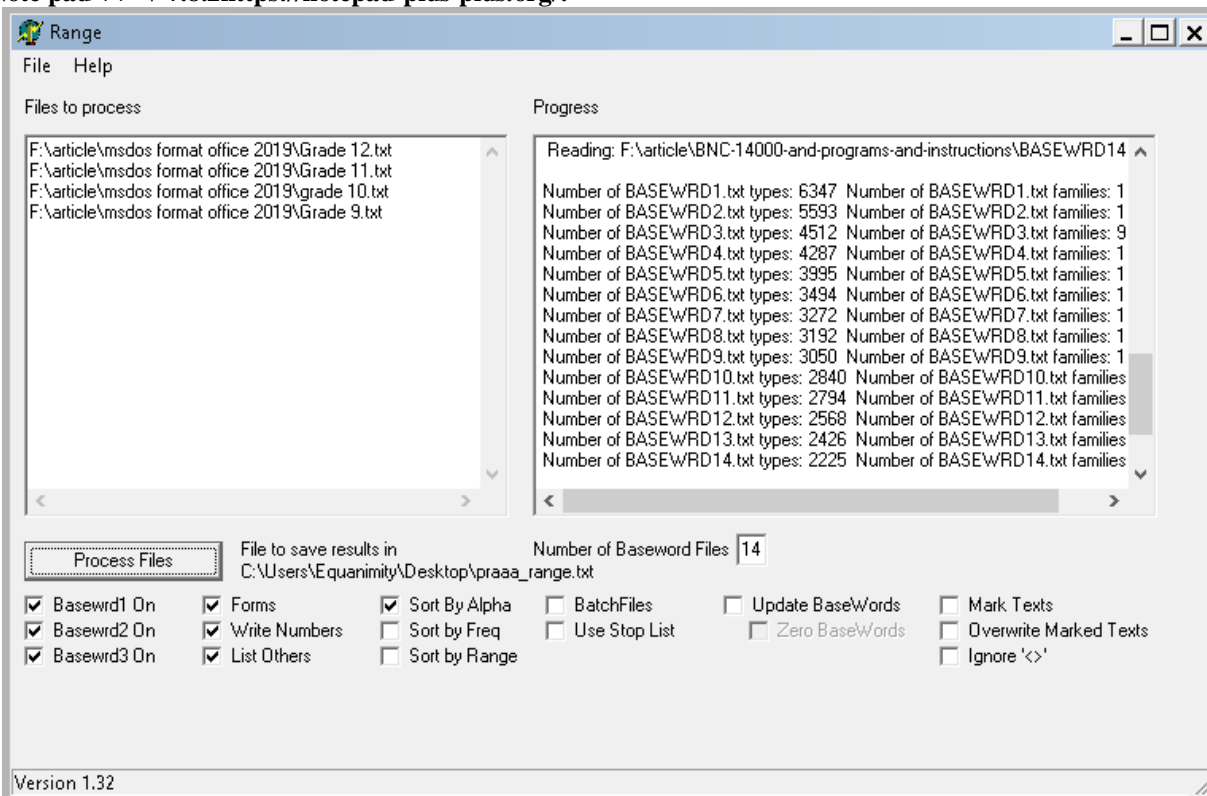 Range
File Help
Files to process
Progress
F:\article\msdos format office 2019\Grade 12.txt
F:\article\msdos format office 2019\Grade 11.txt
F:\article\msdos format office 2019\grade 10.txt
F:\article\msdos format office 2019\Grade 9.txt
Reading: F:\article\BNC-14000-and-programs-and-instructions\BASEWRD14
Number of BASEWRD1.txt types: 6347 Number of BASEWRD1.txt families: 1
Number of BASEWRD2.txt types: 5593 Number of BASEWRD2.txt families: 1
Number of BASEWRD3.txt types: 4512 Number of BASEWRD3.txt families: 9
Number of BASEWRD4.txt types: 4287 Number of BASEWRD4.txt families: 1
Number of BASEWRD5.txt types: 3995 Number of BASEWRD5.txt families: 1
Number of BASEWRD6.txt types: 3494 Number of BASEWRD6.txt families: 1
Number of BASEWRD7.txt types: 3272 Number of BASEWRD7.txt families: 1
Number of BASEWRD8.txt types: 3192 Number of BASEWRD8.txt families: 1
Number of BASEWRD9.txt types: 3050 Number of BASEWRD9.txt families: 1
Number of BASEWRD10.txt types: 2840 Number of BASEWRD10.txt families
Number of BASEWRD11.txt types: 2794 Number of BASEWRD11.txt families
Number of BASEWRD12.txt types: 2568 Number of BASEWRD12.txt families
Number of BASEWRD13.txt types: 2426 Number of BASEWRD13.txt families
Number of BASEWRD14.txt types: 2225 Number of BASEWRD14.txt families
Process Files
File to save results in
C:\Users\Equanimity\Desktop\praaa_range.txt
Number of Baseword Files 14
Basewrd1 On Forms Sort By Alpha BatchFiles Update BaseWords Mark Texts
Basewrd2 On Write Numbers Sort by Freq Use Stop List Zero BaseWords Overwrite Marked Texts
Basewrd3 On List Others Sort by Range Ignore '<>'
Version 1.32